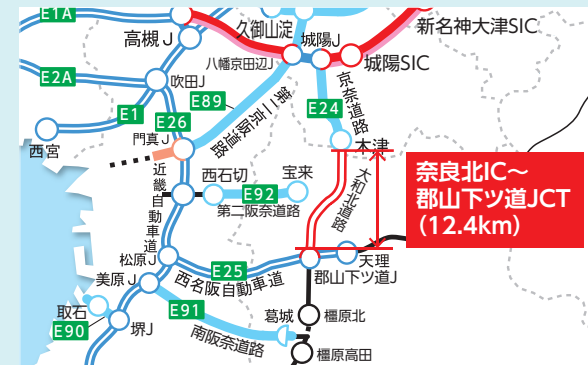 E1A
高槻J
久御山淀
城陽J
新名神大津SIC
八幡京田辺J
城陽SIC
E2A
吹田J
E1
E89
第二京阪道路
E24
京奈道路
E26
門真J
西宮
木津
近畿自動車道
西石切
宝来
E92
第二阪奈道路
大和北道路
奈良北IC～
郡山下ツ道JCT
(12.4km)
松原J
天理
美原J
E25
西名阪自動車道
郡山下ツ道J
取石
E91
葛城
橿原北
E90
堺J
南阪奈道路
橿原高田